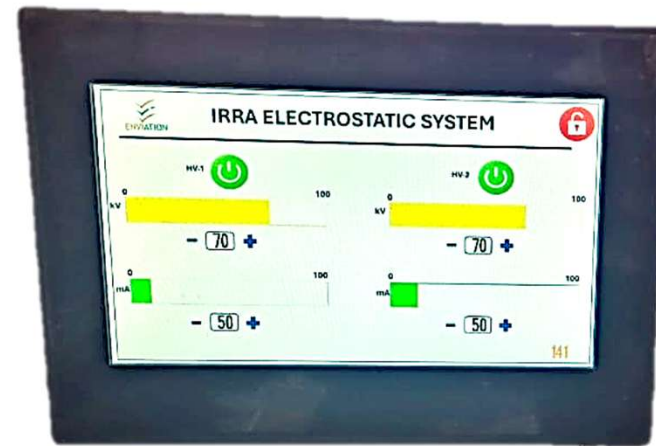 ENVIATION
IRRA ELECTROSTATIC SYSTEM
HV-1
HV-2
0 100
kV
0 100
kV
- 70 +
- 70 +
0 100
mA
0 100
mA
- 50 +
- 50 +
141